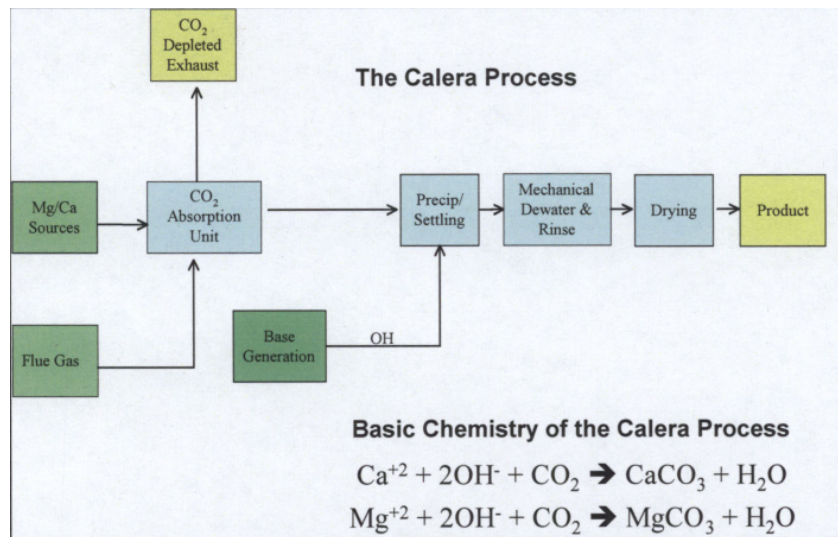 CO₂
Depleted
Exhaust
The Calera Process
Mg/Ca
Sources
CO₂
Absorption
Unit
Precip/
Settling
Mechanical
Dewater &
Rinse
Drying
Product
Flue Gas
Base
Generation
OH
Basic Chemistry of the Calera Process
Ca⁺² + 2OH⁻ + CO₂ ➔ CaCO₃ + H₂O
Mg⁺² + 2OH⁻ + CO₂ ➔ MgCO₃ + H₂O